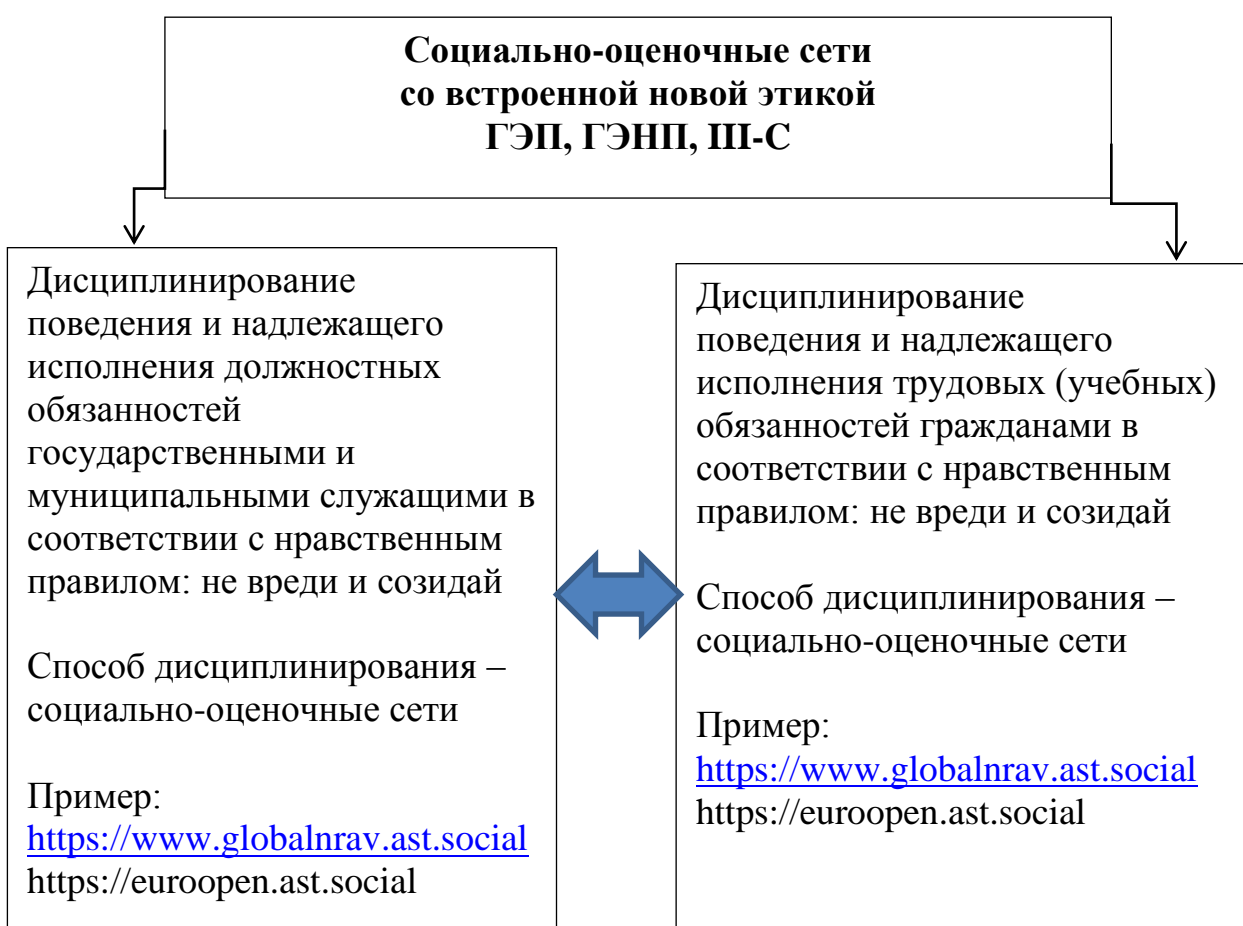 Социально-оценочные сети
со встроенной новой этикой
ГЭП, ГЭНП, III-С
Дисциплинирование
поведения и надлежащего
исполнения должностных
обязанностей
государственными и
муниципальными служащими в
соответствии с нравственным
правилом: не вреди и созидай
Способ дисциплинирования –
социально-оценочные сети
Пример:
https://www.globalnrav.ast.social
https://euroopen.ast.social
Дисциплинирование
поведения и надлежащего
исполнения трудовых (учебных)
обязанностей гражданами в
соответствии с нравственным
правилом: не вреди и созидай
Способ дисциплинирования –
социально-оценочные сети
Пример:
https://www.globalnrav.ast.social
https://euroopen.ast.social